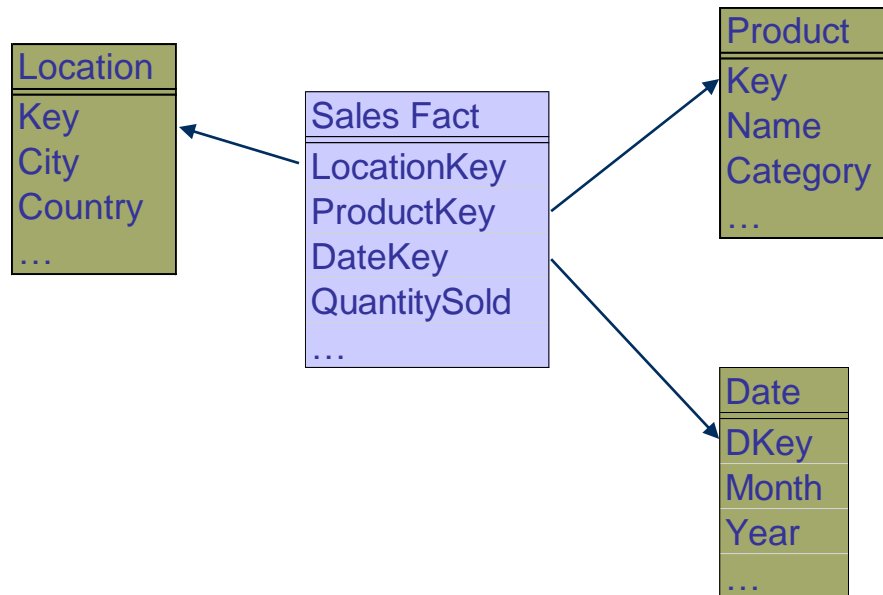 Location
Key
City
Country
…
Sales Fact
LocationKey
ProductKey
DateKey
QuantitySold
…
Product
Key
Name
Category
…
Date
DKey
Month
Year
…